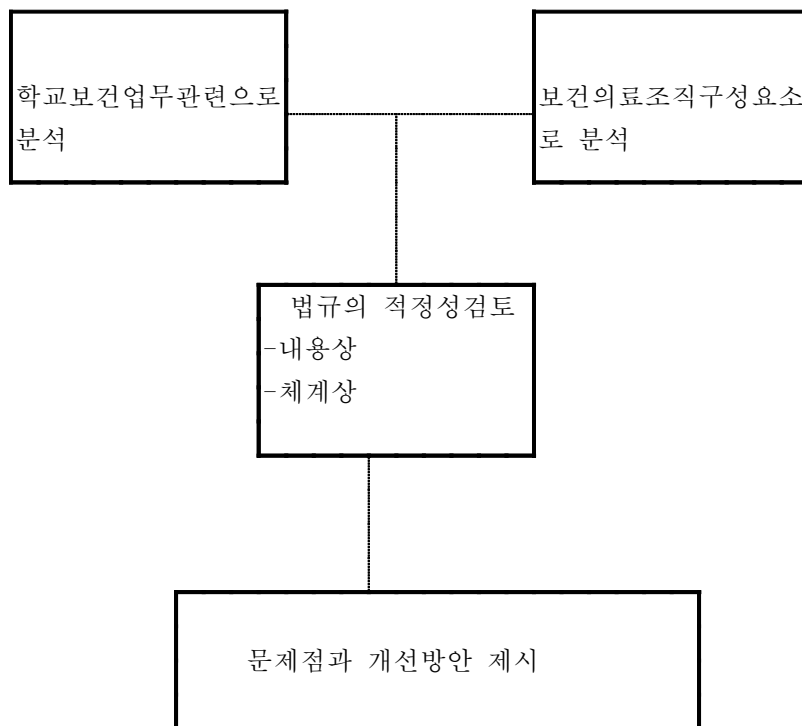 학교보건업무관련으로
분석
보건의료조직구성요소
로 분석
법규의 적정성검토
-내용상
-체계상
문제점과 개선방안 제시